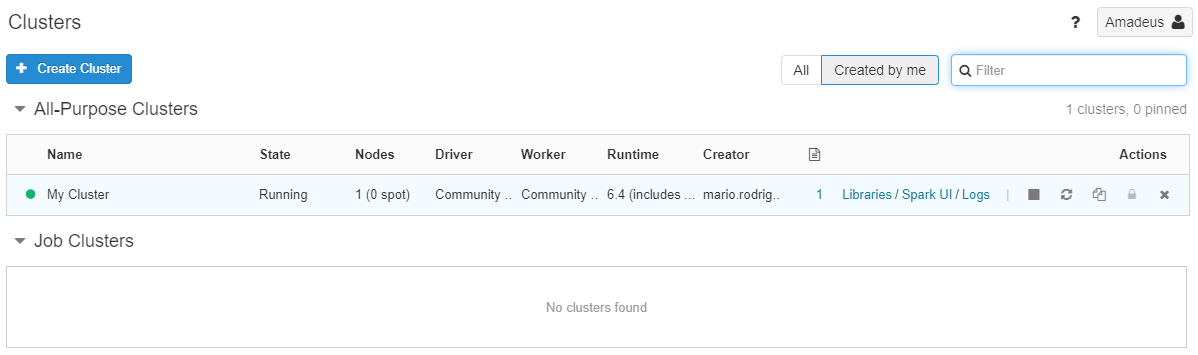 Clusters
? Amadeus
+ Create Cluster All Created by me Filter
All-Purpose Clusters 1 clusters, 0 pinned
Name State Nodes Driver Worker Runtime Creator Actions
My Cluster Running 1 (0 spot) Community ... Community ... 6.4 (includes ... mario.rodrig... 1 Libraries / Spark UI / Logs |
Job Clusters
No clusters found